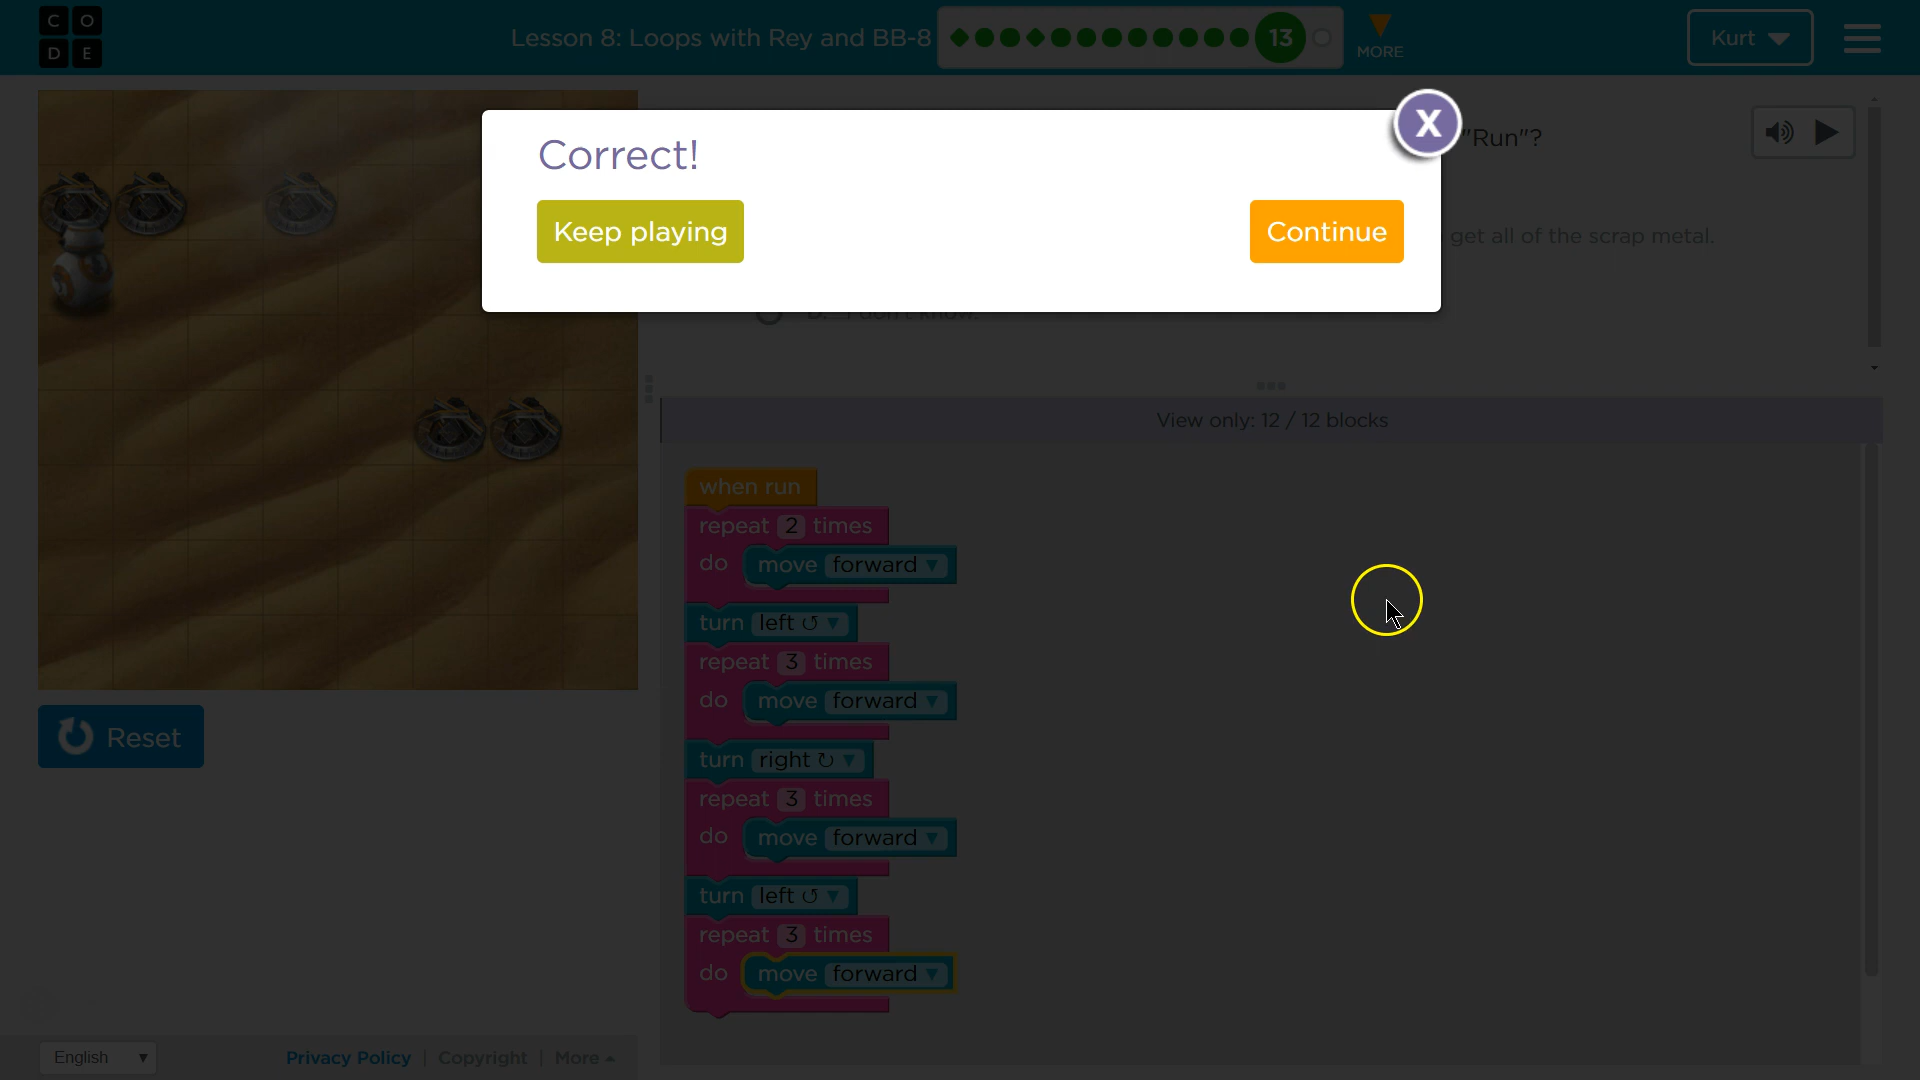 C O
D E
Lesson 8: Loops with Rey and BB-8
13
MORE
Kurt
"Run"?
Correct!
X
Keep playing
Continue
get all of the scrap metal.
D. I don't know.
View only: 12 / 12 blocks
when run
repeat 2 times
do move forward
turn left ↺
repeat 3 times
do move forward
turn right ↻
repeat 3 times
do move forward
turn left ↺
repeat 3 times
do move forward
Reset
English
Privacy Policy | Copyright | More